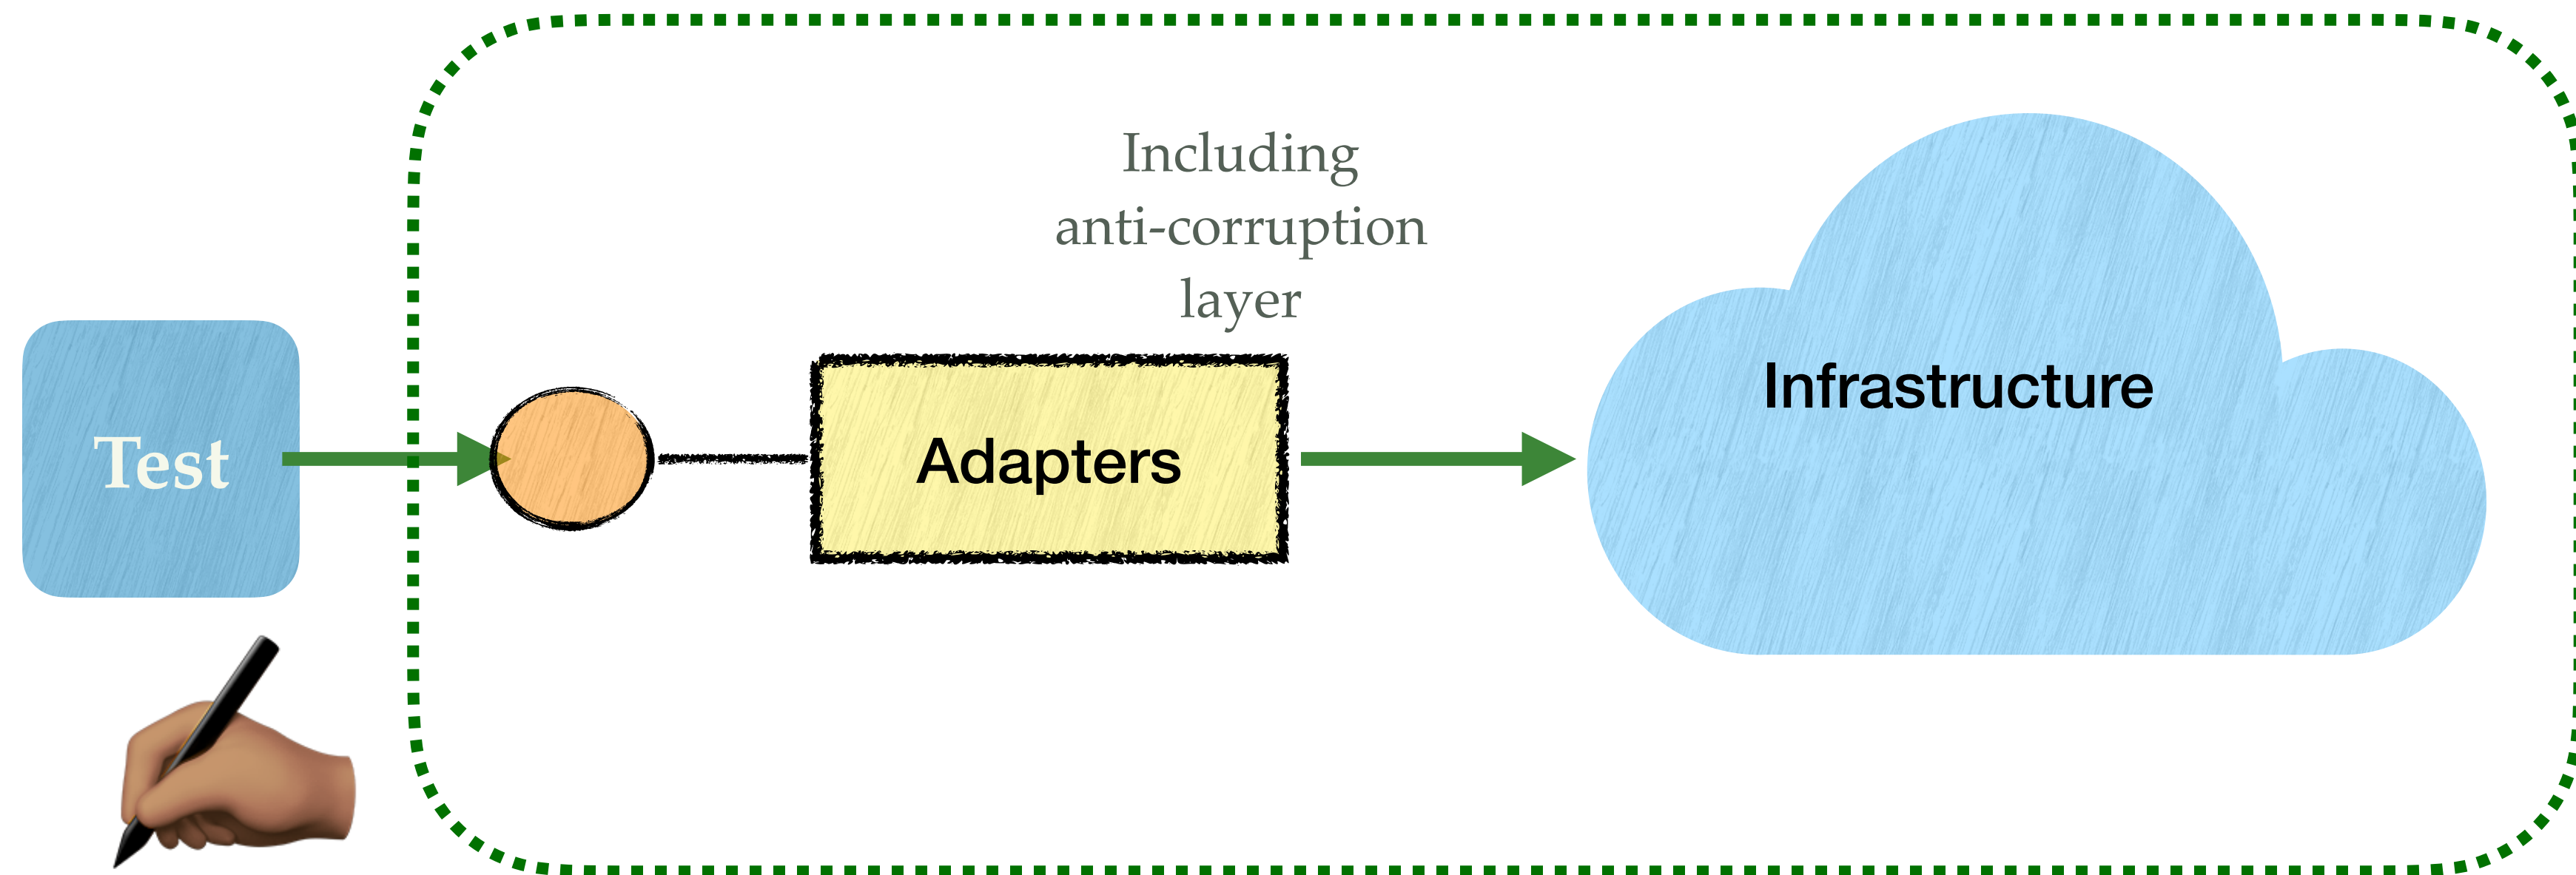 Including
anti-corruption
layer
Test
Adapters
Infrastructure